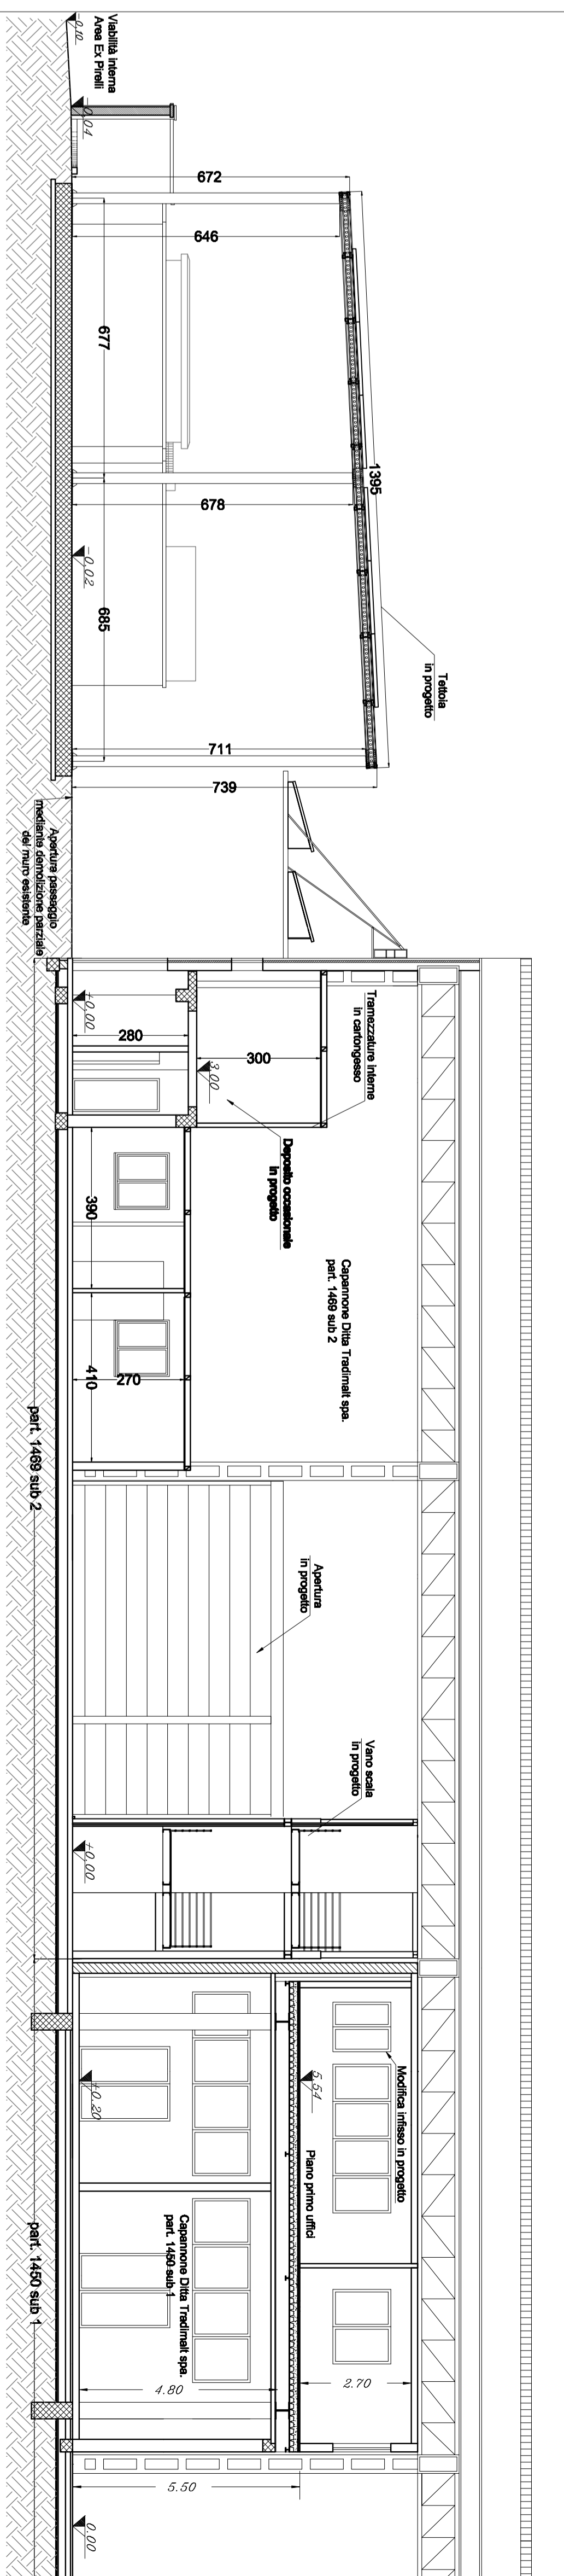 Viabilità interna
Area Ex Pirelli
-0,10
-0,04
672
646
677
1395
678
-0,02
685
Tettoia
in progetto
711
739
Apertura passaggio
mediante demolizione parziale
del muro esistente
+0,00
280
300
3,00
Tramezzature interne
in cartongesso
Deposito occasionale
in progetto
390
Capannone Ditta Tradimalt spa.
part. 1469 sub 2
410
270
part. 1469 sub 2
Apertura
in progetto
Vano scala
in progetto
+0,00
+0.20
5,54
Modifica infisso in progetto
Piano primo uffici
Capannone Ditta Tradimalt spa.
part. 1450 sub 1
part. 1450 sub 1
4.80
2.70
5.50
0.00